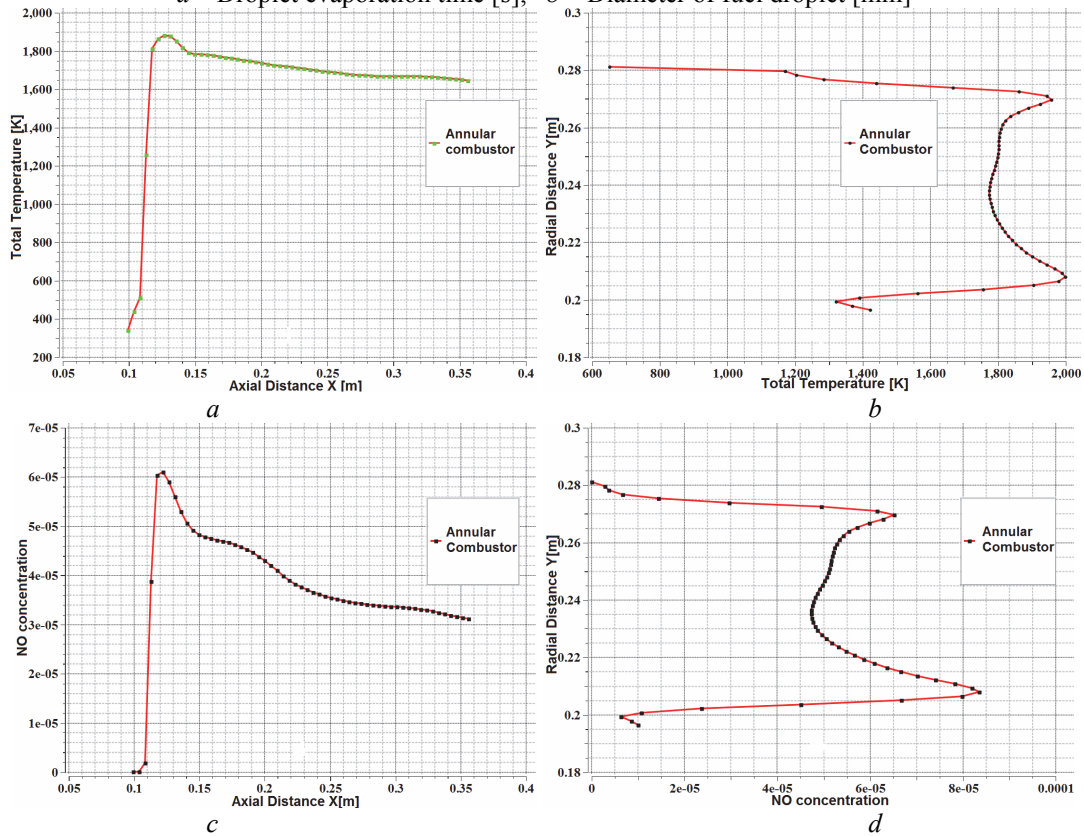 a – Droplet evaporation time [s]; b – Diameter of fuel droplet [mm]
Total Temperature [K]
2,000
1,800
1,600
1,400
1,200
1,000
800
600
400
200
0.05
0.1
0.15
0.2
0.25
0.3
0.35
0.4
Axial Distance X [m]
Annular
combustor
a
Radial Distance Y[m]
0.3
0.28
0.26
0.24
0.22
0.2
0.18
600
800
1,000
1,200
1,400
1,600
1,800
2,000
Total Temperature [K]
Annular
Combustor
b
NO concentration
7e-05
6e-05
5e-05
4e-05
3e-05
2e-05
1e-05
0
0.05
0.1
0.15
0.2
0.25
0.3
0.35
0.4
Axial Distance X[m]
Annular
Combustor
c
Radial Distance Y[m]
0.3
0.28
0.26
0.24
0.22
0.2
0.18
0
2e-05
4e-05
6e-05
8e-05
0.0001
NO concentration
Annular
Combustor
d